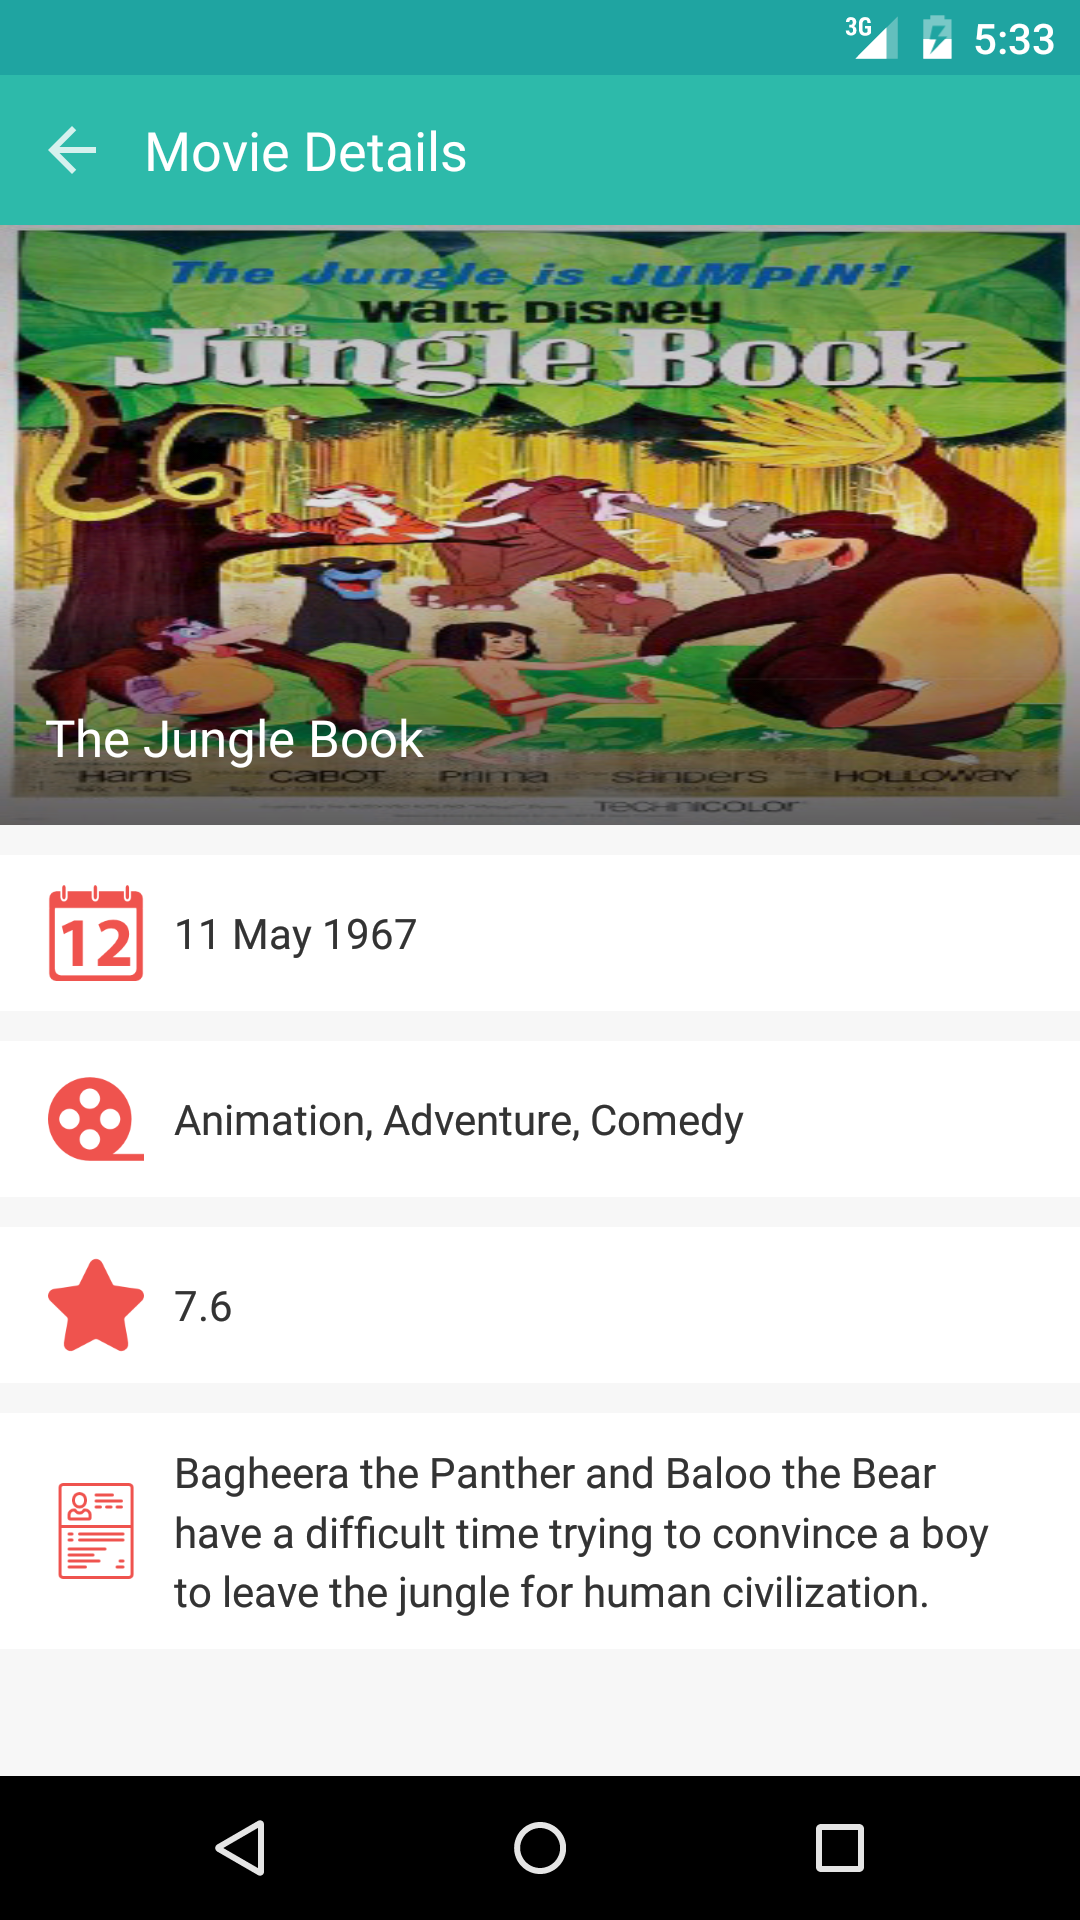 3G 5:33
Movie Details
The Jungle is JUMPIN'!
WALT DISNEY
The
Jungle Book
The Jungle Book
Harris CABOT Prima sanders HOLLOWAY
TECHNICOLOR
12
11 May 1967
Animation, Adventure, Comedy
7.6
Bagheera the Panther and Baloo the Bear
have a difficult time trying to convince a boy
to leave the jungle for human civilization.